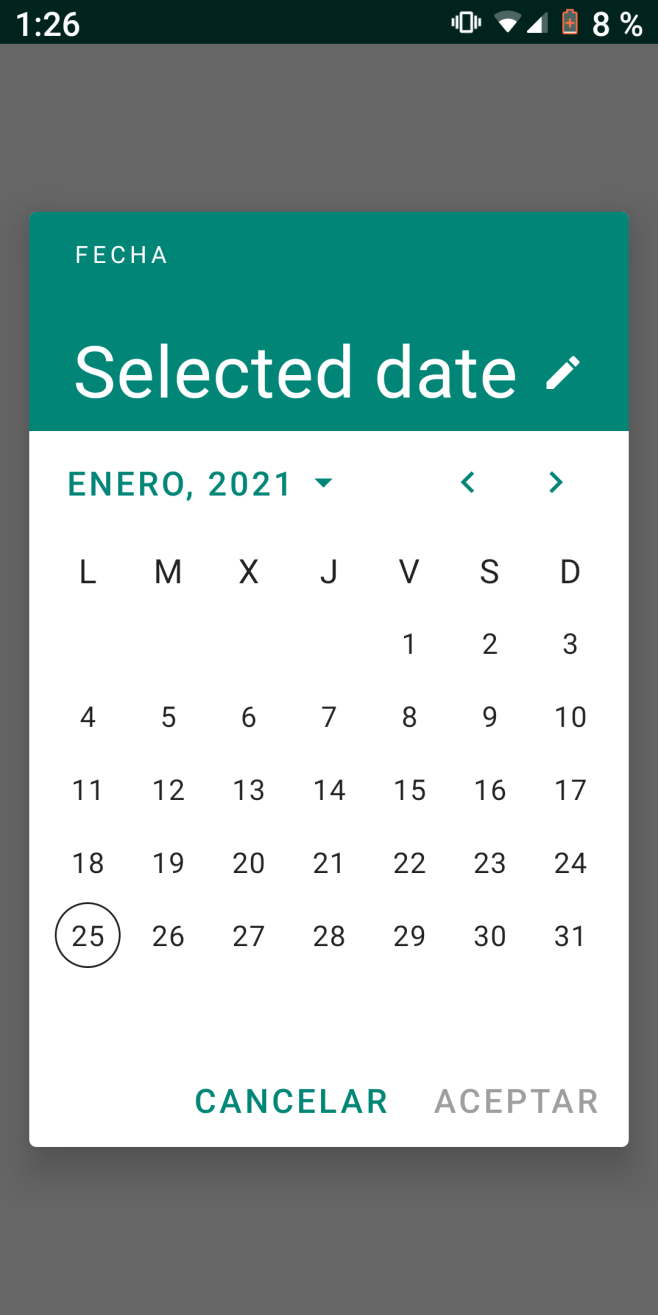 1:26 8 %
FECHA
Selected date
ENERO, 2021
L M X J V S D
1 2 3
4 5 6 7 8 9 10
11 12 13 14 15 16 17
18 19 20 21 22 23 24
25 26 27 28 29 30 31
CANCELAR ACEPTAR